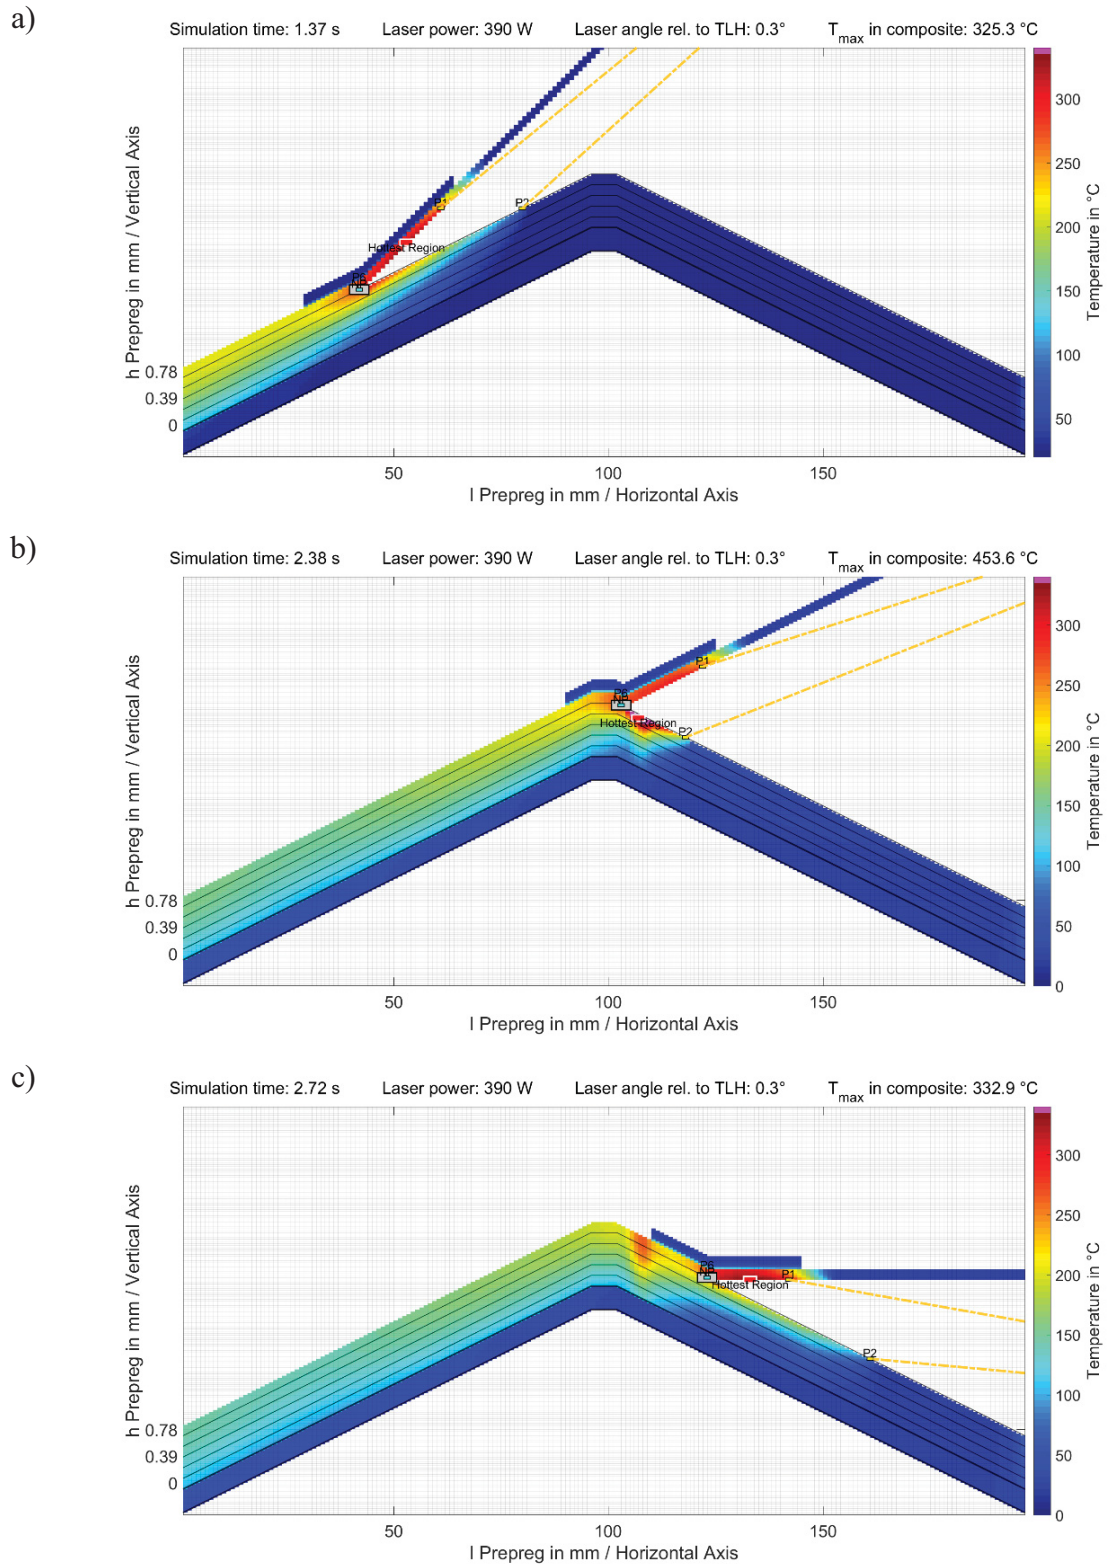 a)
Simulation time: 1.37 s Laser power: 390 W Laser angle rel. to TLH: 0.3° Tmax in composite: 325.3 °C
h Prepreg in mm / Vertical Axis
0.78
0.39
0
P1
P2
Hottest Region
P6
NP
50 100 150
l Prepreg in mm / Horizontal Axis
300
250
200
150
100
50
Temperature in °C
b)
Simulation time: 2.38 s Laser power: 390 W Laser angle rel. to TLH: 0.3° Tmax in composite: 453.6 °C
h Prepreg in mm / Vertical Axis
0.78
0.39
0
P1
P6
NP
Hottest Region
P2
50 100 150
l Prepreg in mm / Horizontal Axis
300
250
200
150
100
50
0
Temperature in °C
c)
Simulation time: 2.72 s Laser power: 390 W Laser angle rel. to TLH: 0.3° Tmax in composite: 332.9 °C
h Prepreg in mm / Vertical Axis
0.78
0.39
0
P6
NP
P1
Hottest Region
P2
50 100 150
l Prepreg in mm / Horizontal Axis
300
250
200
150
100
50
0
Temperature in °C